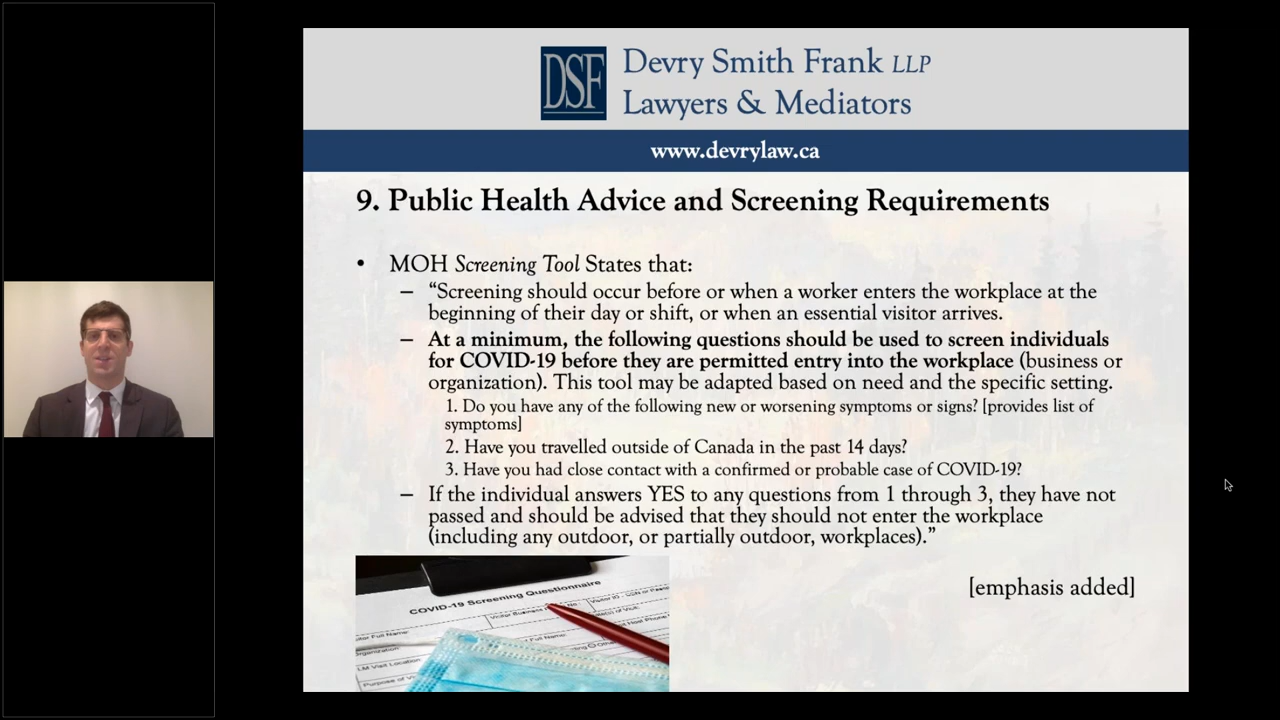 DSF
Devry Smith Frank LLP
Lawyers & Mediators
www.devrylaw.ca
9. Public Health Advice and Screening Requirements
• MOH Screening Tool States that:
– “Screening should occur before or when a worker enters the workplace at the
beginning of their day or shift, or when an essential visitor arrives.
– At a minimum, the following questions should be used to screen individuals
for COVID-19 before they are permitted entry into the workplace (business or
organization). This tool may be adapted based on need and the specific setting.
1. Do you have any of the following new or worsening symptoms or signs? [provides list of
symptoms]
2. Have you travelled outside of Canada in the past 14 days?
3. Have you had close contact with a confirmed or probable case of COVID-19?
– If the individual answers YES to any questions from 1 through 3, they have not
passed and should be advised that they should not enter the workplace
(including any outdoor, or partially outdoor, workplaces).”
[emphasis added]
COVID-19 Screening Questionnaire
Full Name:
Visitor
LM Visit Location
Purpose of